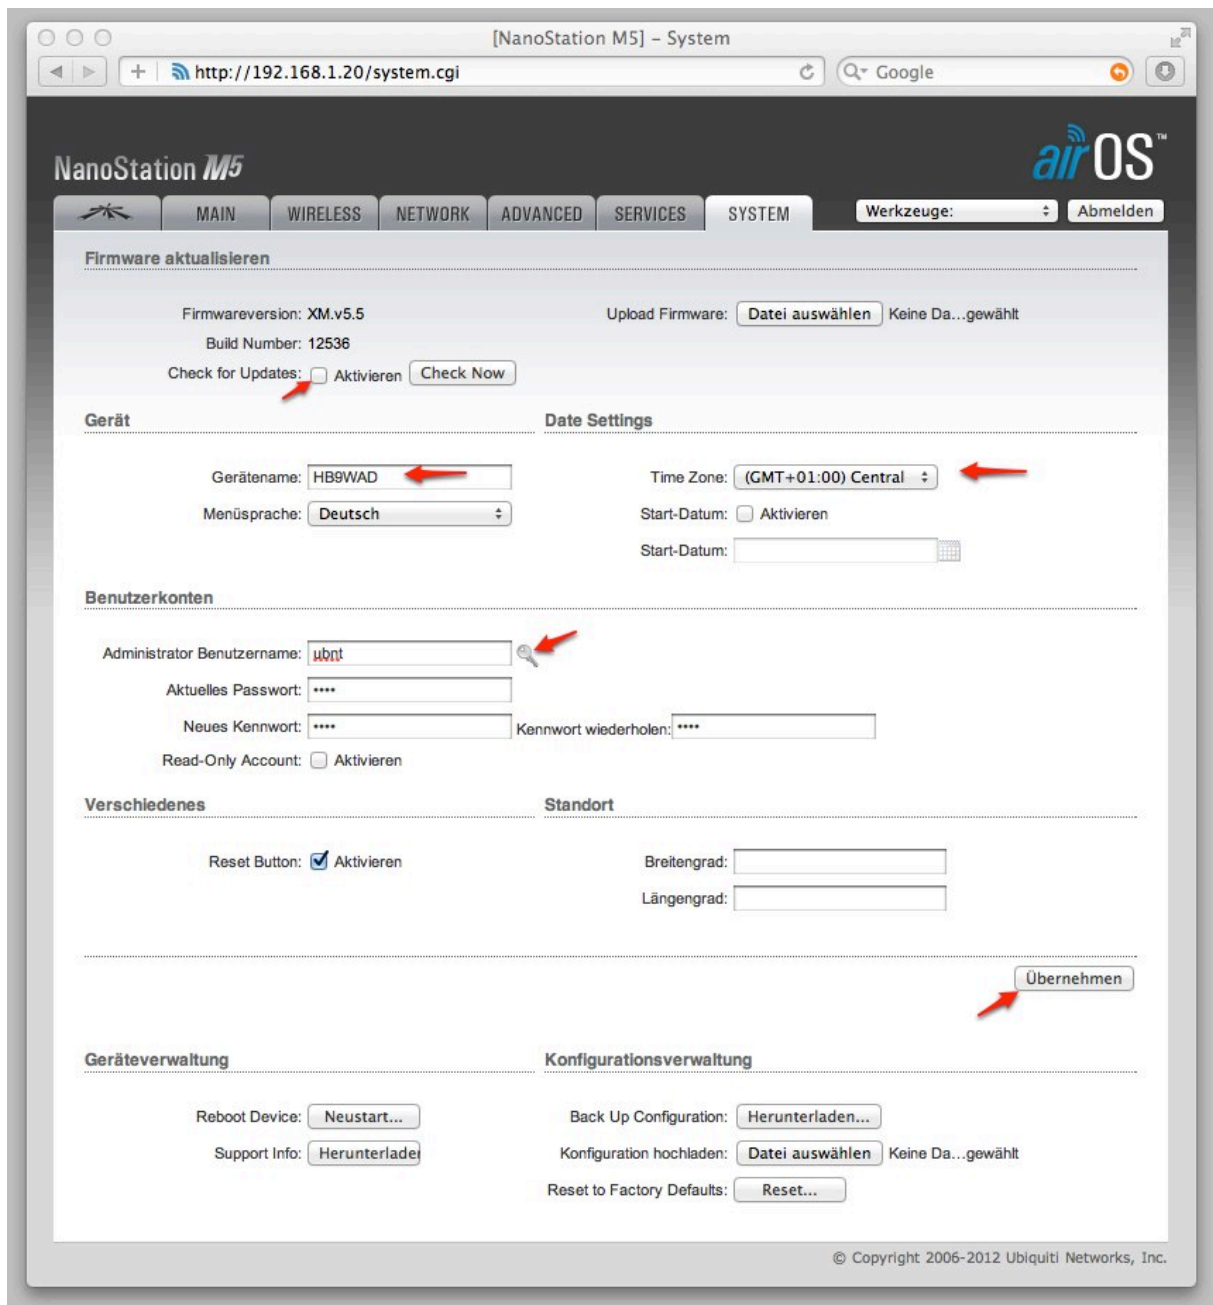 [NanoStation M5] – System
http://192.168.1.20/system.cgi
Google
NanoStation M5
airOS™
MAIN WIRELESS NETWORK ADVANCED SERVICES SYSTEM Werkzeuge: Abmelden
Firmware aktualisieren
Firmwareversion: XM.v5.5 Upload Firmware: Datei auswählen Keine Da...gewählt
Build Number: 12536
Check for Updates: Aktivieren Check Now
Gerät Date Settings
Gerätename: HB9WAD Time Zone: (GMT+01:00) Central
Menüsprache: Deutsch Start-Datum: Aktivieren
Start-Datum:
Benutzerkonten
Administrator Benutzername: ubnt
Aktuelles Passwort: ••••
Neues Kennwort: •••• Kennwort wiederholen: ••••
Read-Only Account: Aktivieren
Verschiedenes Standort
Reset Button: Aktivieren Breitengrad:
Längengrad:
Übernehmen
Geräteverwaltung Konfigurationsverwaltung
Reboot Device: Neustart... Back Up Configuration: Herunterladen...
Support Info: Herunterladen Konfiguration hochladen: Datei auswählen Keine Da...gewählt
Reset to Factory Defaults: Reset...
© Copyright 2006-2012 Ubiquiti Networks, Inc.